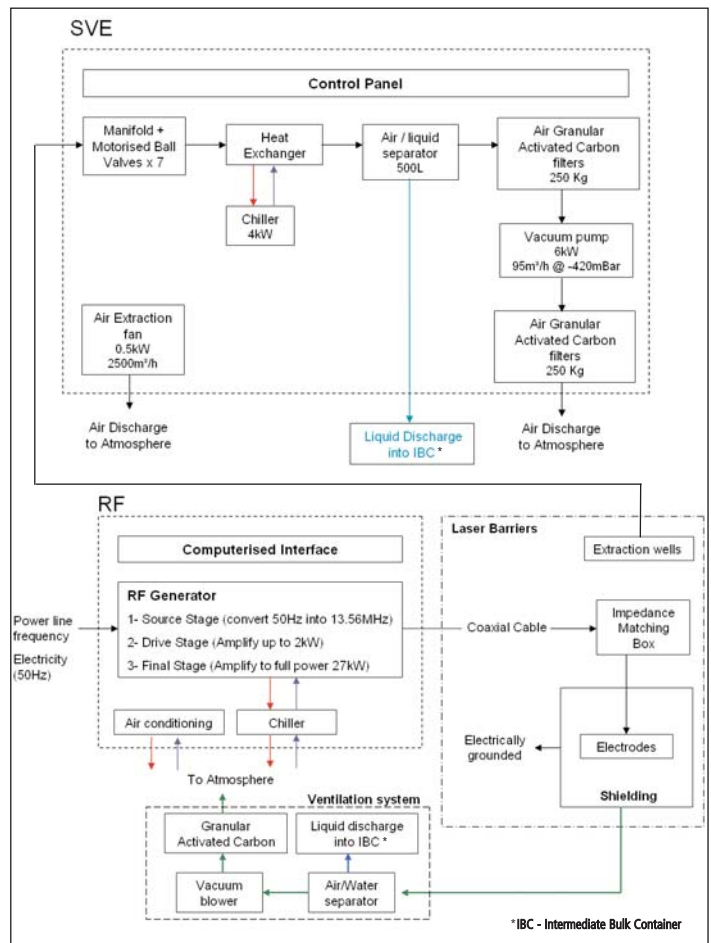 SVE
Control Panel
Manifold +
Motorised Ball
Valves x 7
Heat
Exchanger
Air / liquid
separator
500L
Air Granular
Activated Carbon
filters
250 Kg
Chiller
4kW
Vacuum pump
6kW
95m³/h @ -420mBar
Air Extraction
fan
0.5kW
2500m³/h
Air Granular
Activated Carbon
filters
250 Kg
Air Discharge
to Atmosphere
Liquid Discharge
into IBC *
Air Discharge
to Atmosphere
RF
Computerised Interface
RF Generator
1- Source Stage (convert 50Hz into 13.56MHz)
2- Drive Stage (Amplify up to 2kW)
3- Final Stage (Amplify to full power 27kW)
Power line
frequency
Electricity
(50Hz)
Air conditioning
Chiller
To Atmosphere
Laser Barriers
Extraction wells
Coaxial Cable
Impedance
Matching
Box
Electrically
grounded
Electrodes
Shielding
Ventilation system
Granular
Activated Carbon
Liquid discharge
into IBC *
Vacuum
blower
Air/Water
separator
*IBC - Intermediate Bulk Container